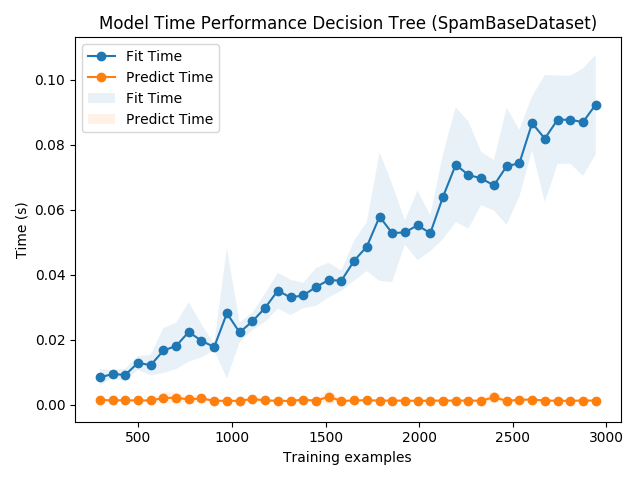 Model Time Performance Decision Tree (SpamBaseDataset)
Fit Time
Predict Time
Fit Time
Predict Time
0.10
0.08
0.06
0.04
0.02
0.00
Time (s)
500
1000
1500
2000
2500
3000
Training examples